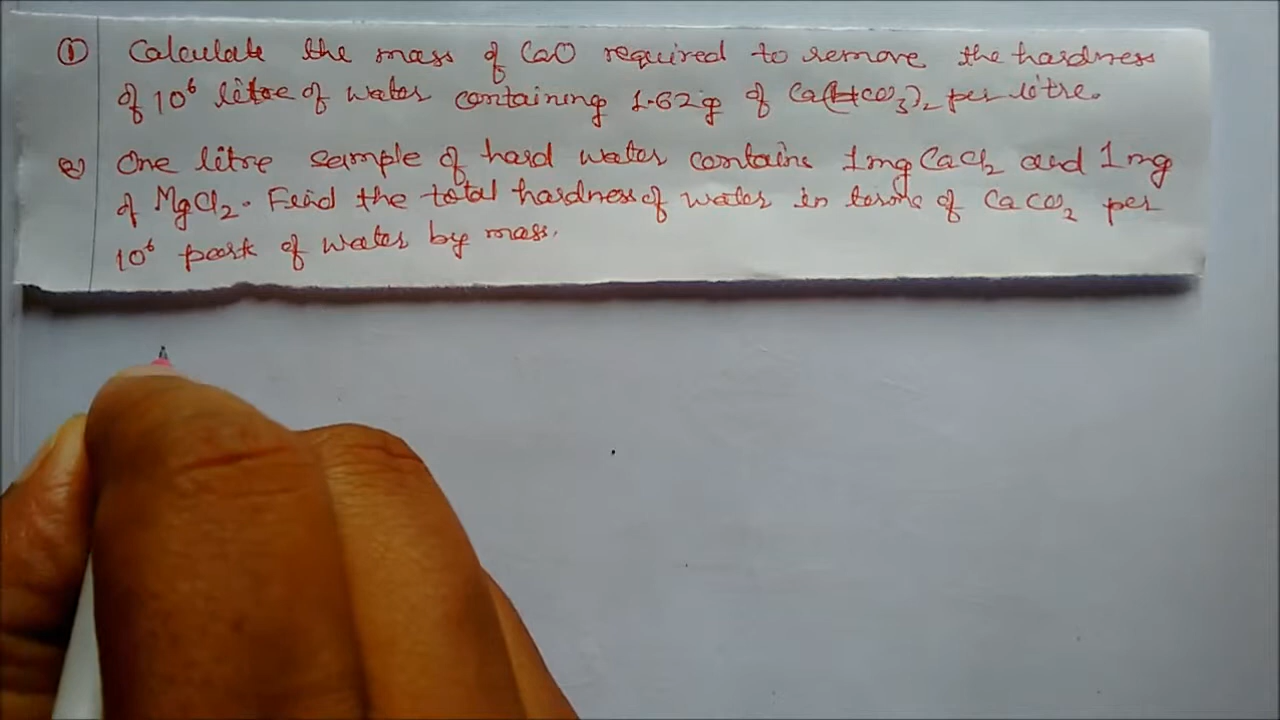 ① Calculate the mass of CaO required to remove the hardness
of 10⁶ litre of water containing 1.62g of Ca(HCO₃)₂ per litre.
② One litre sample of hard water contains 1mg CaCl₂ and 1mg
of MgCl₂. Find the total hardness of water in terms of CaCO₂ per
10⁶ part of water by mass.